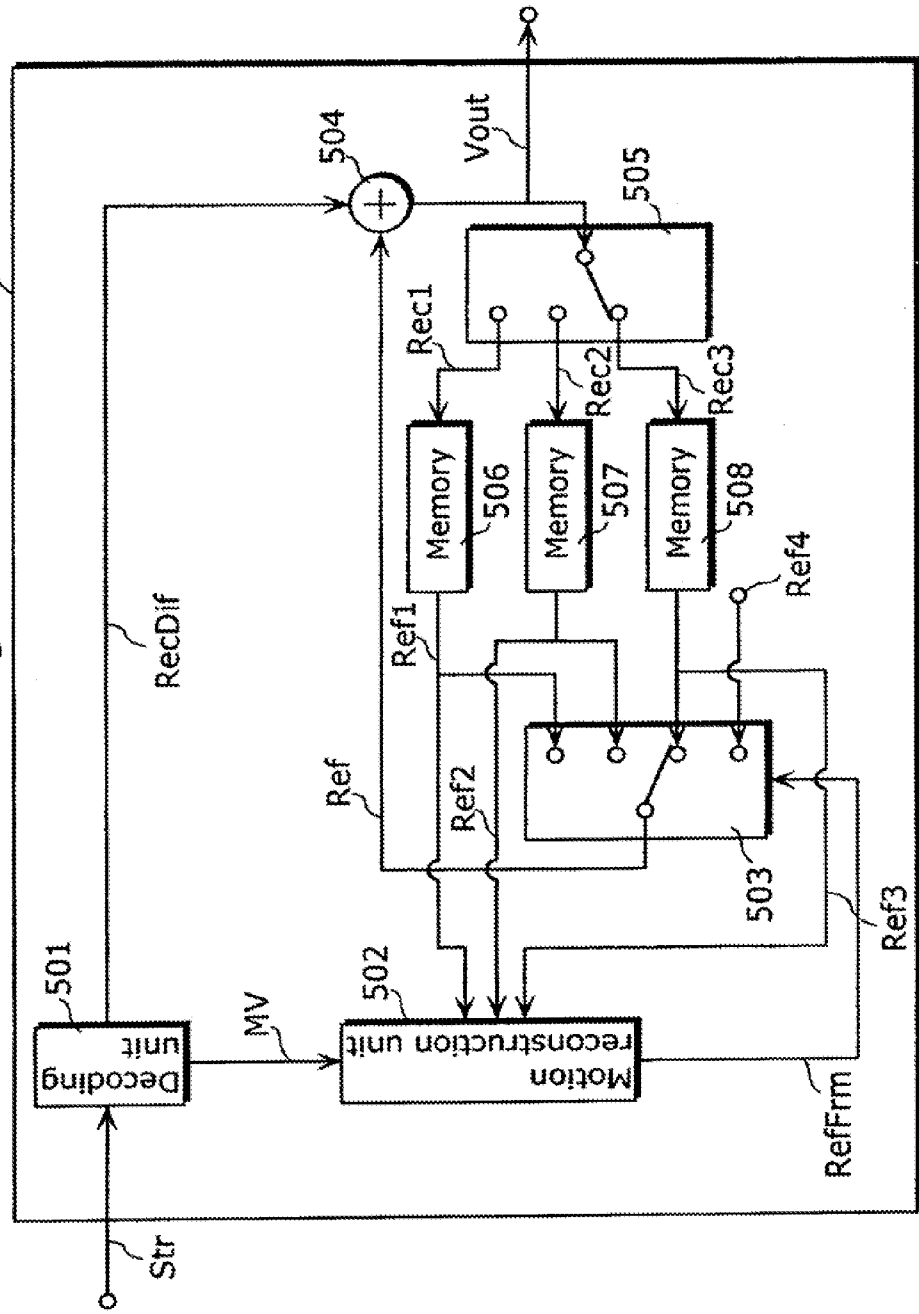 Str
Decoding
unit
501
RecDif
MV
Motion
reconstruction unit
502
Ref
Ref1
Ref2
Ref3
RefFrm
503
Ref4
Memory
506
Memory
507
Memory
508
Rec1
Rec2
Rec3
504
505
Vout